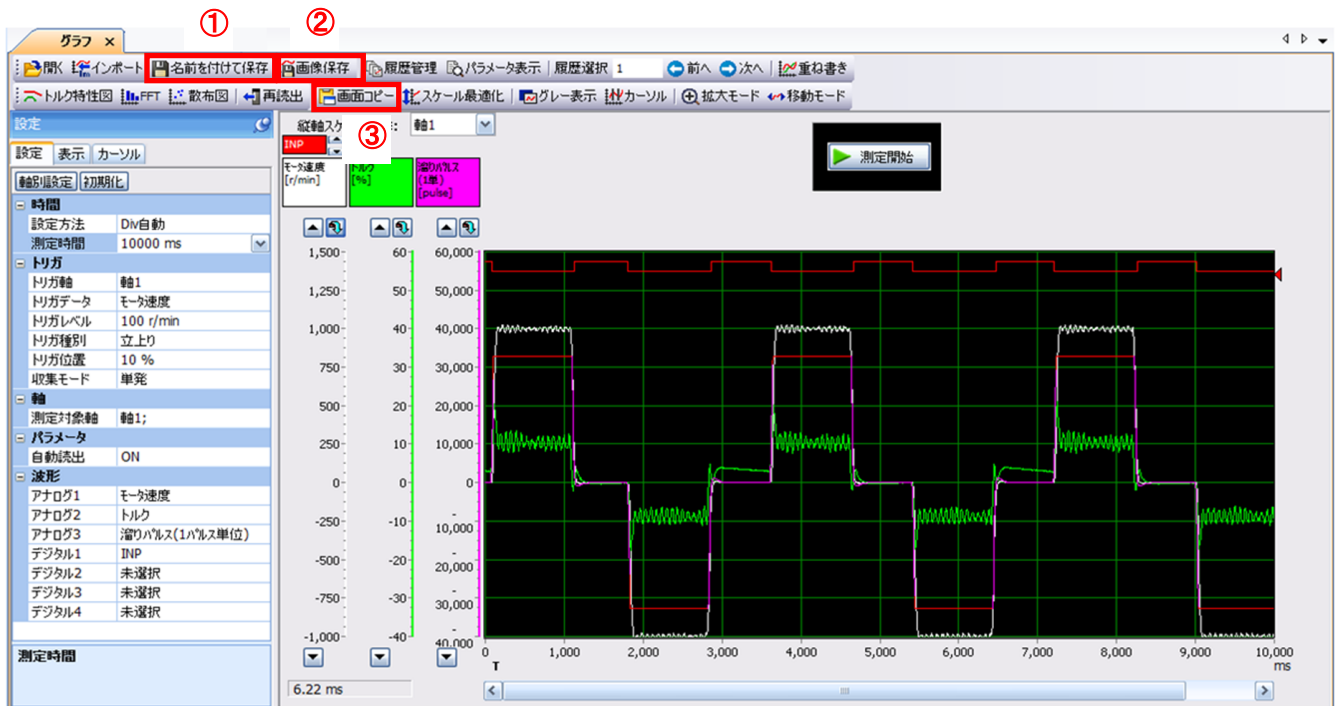 ① ②
グラフ ×
開く インポート 名前を付けて保存 画像保存 履歴管理 パラメータ表示 履歴選択 1 前へ 次へ 重ね書き
トルク特性図 FFT 散布図 再読出 画面コピー スケール最適化 グレー表示 カーソル 拡大モード 移動モード
③
設定
設定 表示 カーソル
軸別設定 初期化
時間
設定方法 Div自動
測定時間 10000 ms
トリガ
トリガ軸 軸1
トリガデータ モータ速度
トリガレベル 100 r/min
トリガ種別 立上り
トリガ位置 10 %
収集モード 単発
軸
測定対象軸 軸1;
パラメータ
自動読出 ON
波形
アナログ1 モータ速度
アナログ2 トルク
アナログ3 溜りパルス(1パルス単位)
デジタル1 INP
デジタル2 未選択
デジタル3 未選択
デジタル4 未選択
測定時間
縦軸スケ : 軸1
INP
モータ速度 [r/min]
トルク [%]
溜りパルス (1単) [pulse]
測定開始
1,500 60 60,000
1,250 50 50,000
1,000 40 40,000
750 30 30,000
500 20 20,000
250 10 10,000
0 0 0
-250 -10 -10,000
-500 -20 -20,000
-750 -30 -30,000
-1,000 -40 -40,000
0 1,000 2,000 3,000 4,000 5,000 6,000 7,000 8,000 9,000 10,000
T ms
6.22 ms